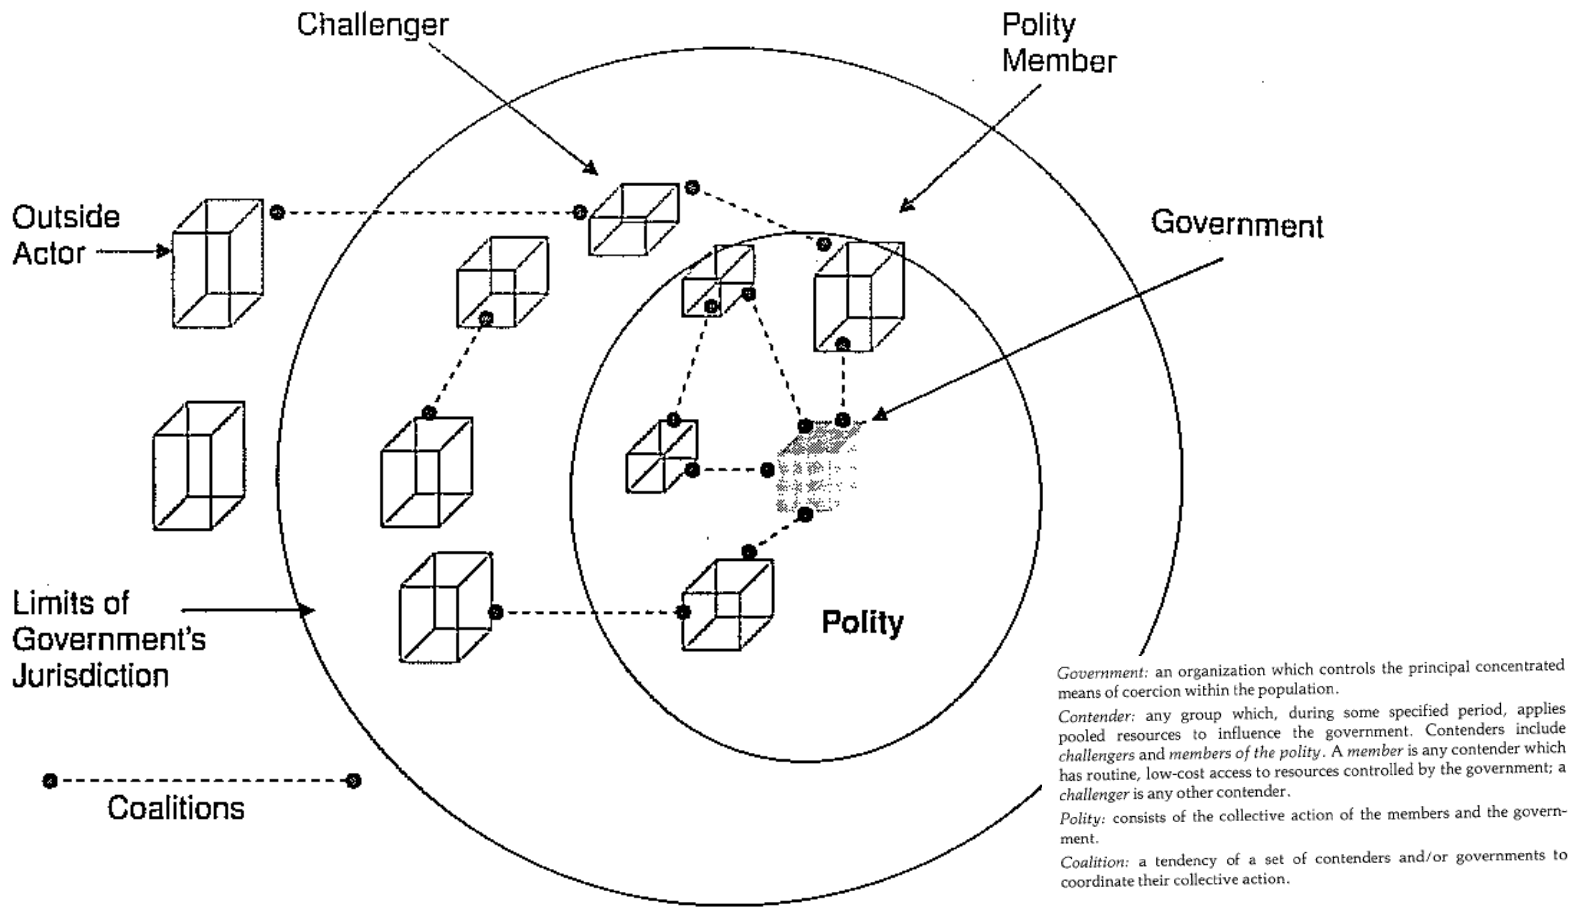 Challenger
Polity
Member
Outside
Actor
Government
Limits of
Government's
Jurisdiction
Polity
Coalitions
Government: an organization which controls the principal concentrated
means of coercion within the population.
Contender: any group which, during some specified period, applies
pooled resources to influence the government. Contenders include
challengers and members of the polity. A member is any contender which
has routine, low-cost access to resources controlled by the government; a
challenger is any other contender.
Polity: consists of the collective action of the members and the govern-
ment.
Coalition: a tendency of a set of contenders and/or governments to
coordinate their collective action.